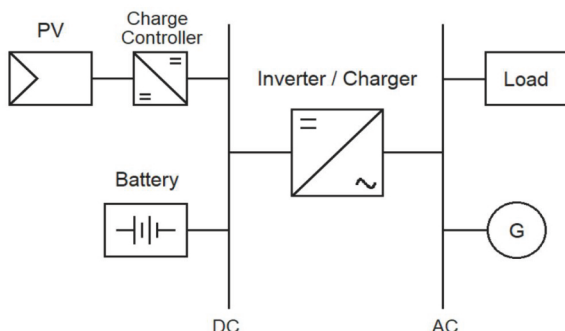 PV
Charge
Controller
Inverter / Charger
Load
Battery
G
DC
AC